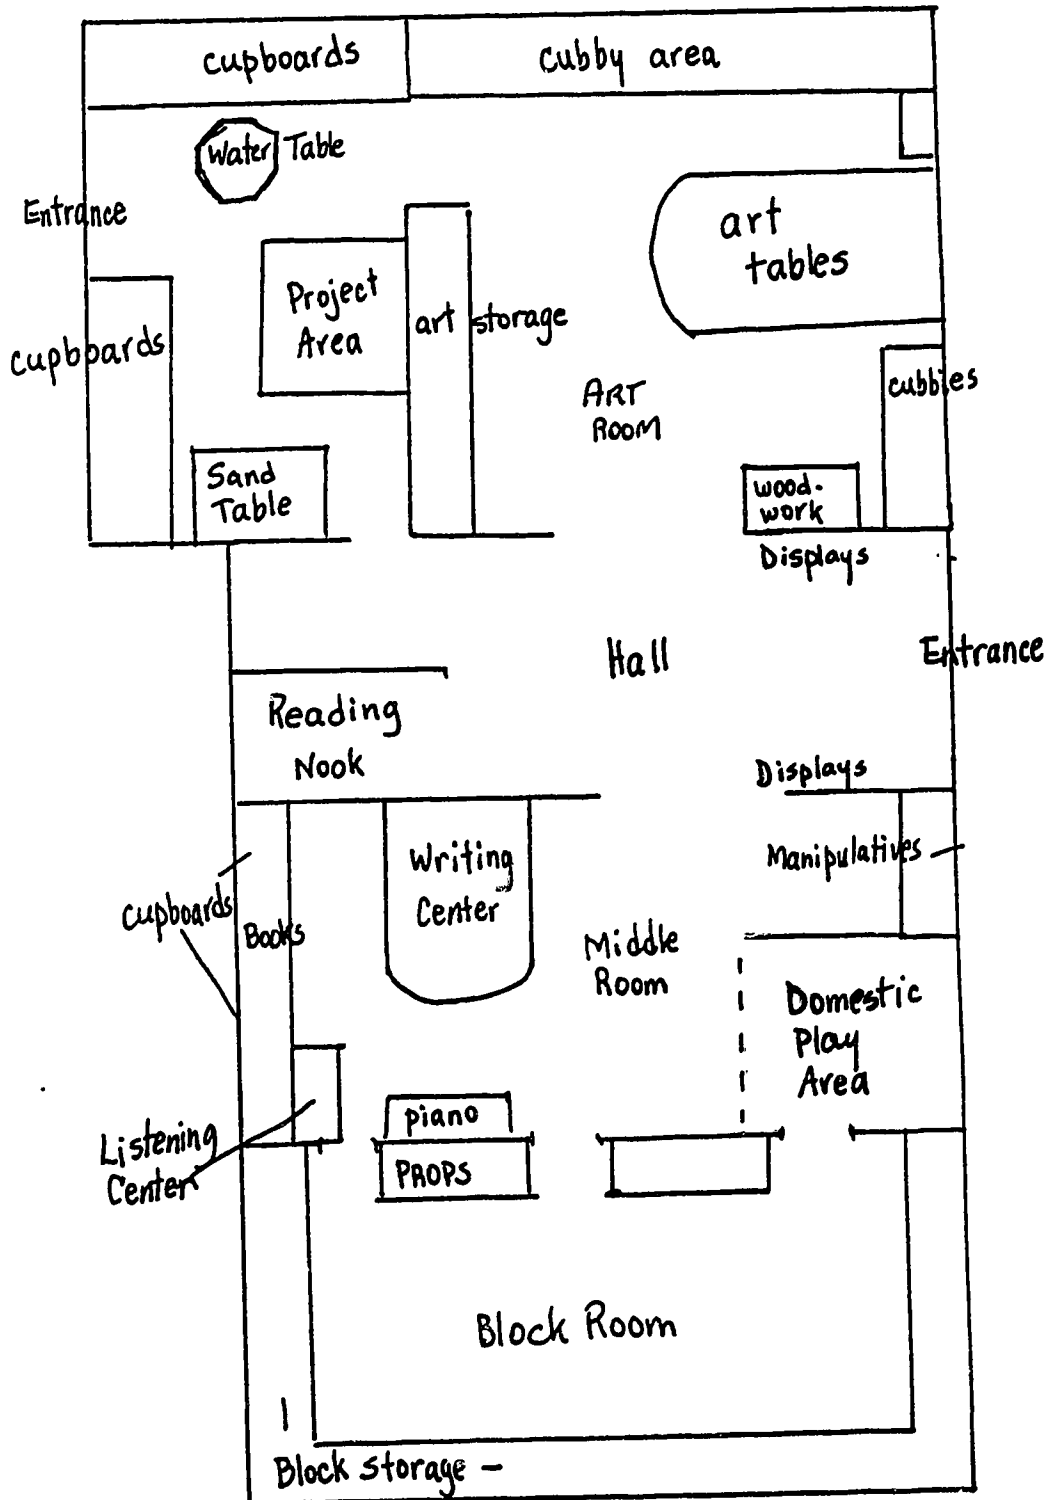 cupboards
cubby area
Water Table
Entrance
art
tables
Project
Area
art storage
cupboards
cubbies
ART
ROOM
Sand
Table
wood-
work
Displays
Hall
Entrance
Reading
Nook
Displays
Writing
Center
Manipulatives
cupboards
Books
Middle
Room
Domestic
Play
Area
piano
Listening
Center
PROPS
Block Room
Block storage